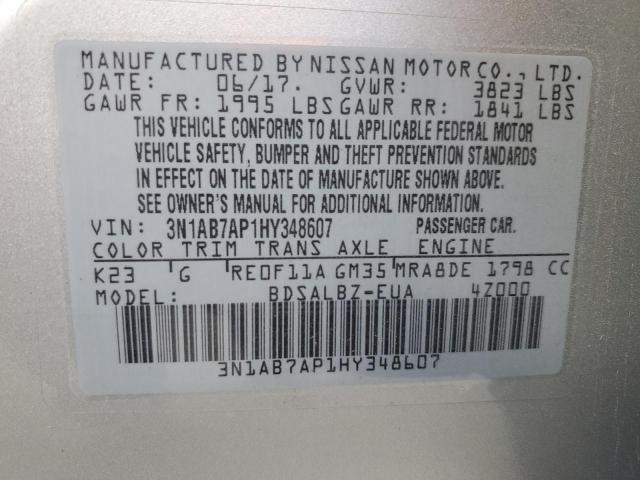 MANUFACTURED BY NISSAN MOTOR CO., LTD.
DATE: 06/17. GVWR: 3823 LBS
GAWR FR: 1995 LBS GAWR RR: 1841 LBS
THIS VEHICLE CONFORMS TO ALL APPLICABLE FEDERAL MOTOR
VEHICLE SAFETY, BUMPER AND THEFT PREVENTION STANDARDS
IN EFFECT ON THE DATE OF MANUFACTURE SHOWN ABOVE.
SEE OWNER'S MANUAL FOR ADDITIONAL INFORMATION.
VIN: 3N1AB7AP1HY348607 PASSENGER CAR.
COLOR TRIM TRANS AXLE ENGINE
K23 G RE0F11A GM35 MRA8DE 1798 CC
MODEL: BDSALBZ-EUA 4Z000
3N1AB7AP1HY348607